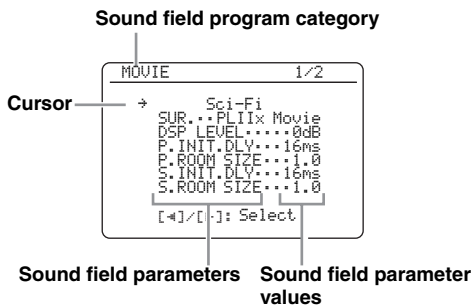 Sound field program category
MOVIE 1/2
Cursor
→ Sci-Fi
SUR.··PLIIx Movie
DSP LEVEL·····0dB
P.INIT.DLY···16ms
P.ROOM SIZE···1.0
S.INIT.DLY···16ms
S.ROOM SIZE···1.0
[◀]/[▷]: Select
Sound field parameters
Sound field parameter
values